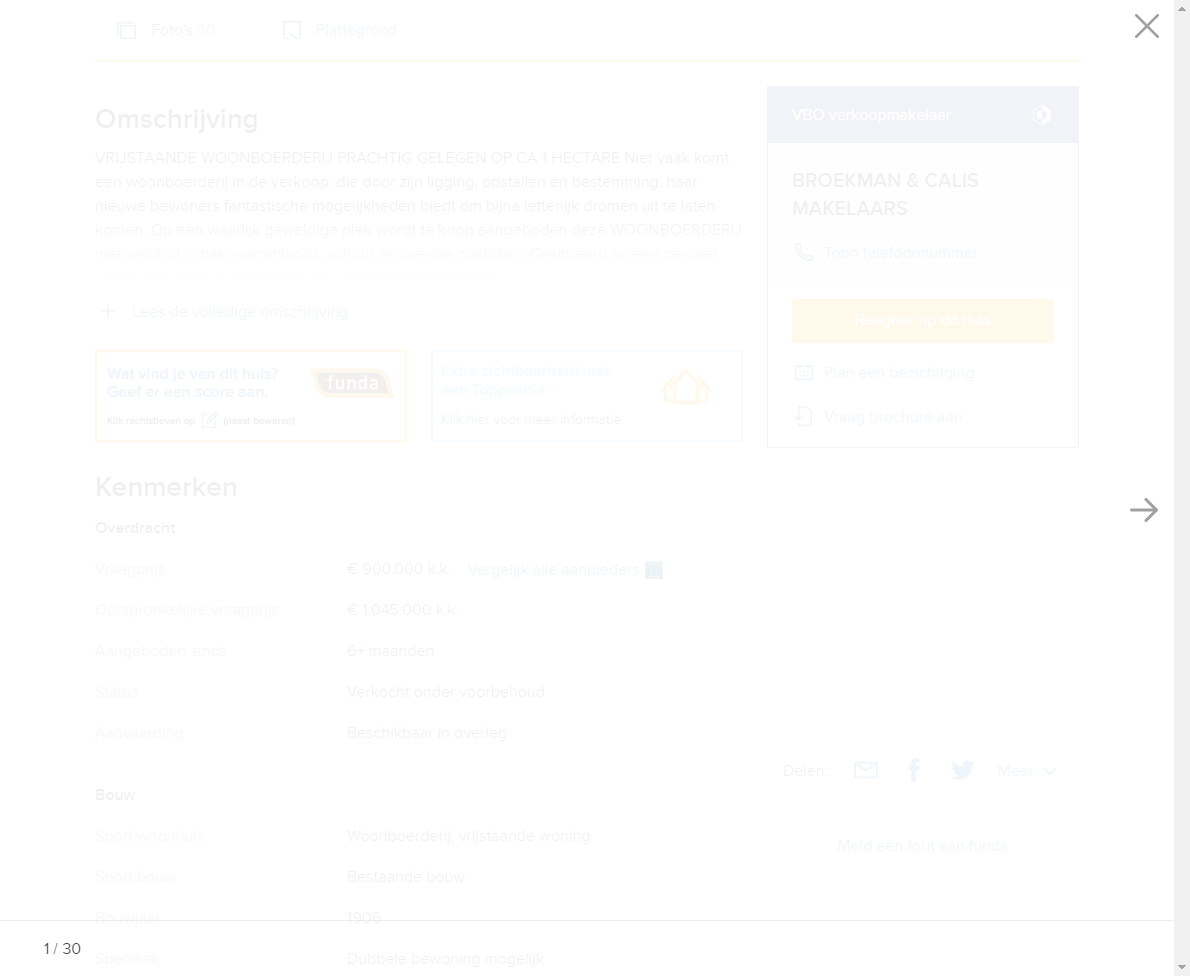 Foto's 30
Plattegrond
Omschrijving
VRIJSTAANDE WOONBOERDERIJ PRACHTIG GELEGEN OP CA 1 HECTARE Niet vaak komt
een woonboerderij in de verkoop, die door zijn ligging, opstallen en bestemming, haar
nieuwe bewoners fantastische mogelijkheden biedt om bijna letterlijk dromen uit te laten
komen. Op een waarlijk geweldige plek wordt te koop aangeboden deze WOONBOERDERIJ
met weiland, rijbak, wagenloods, schuur en overige opstallen. Gesitueerd op een perceel
Lees de volledige omschrijving
Wat vind je van dit huis?
Geef er een score aan.
Klik rechtsboven op (naast bewaren)
funda
Extra zichtbaarheid met
een Toppositie
Klik hier voor meer informatie
VBO verkoopmakelaar
BROEKMAN & CALIS
MAKELAARS
Toon telefoonnummer
Reageer op dit huis
Plan een bezichtiging
Vraag brochure aan
Kenmerken
Overdracht
Vraagprijs € 900.000 k.k. Vergelijk alle aanbieders
Oorspronkelijke vraagprijs € 1.045.000 k.k.
Aangeboden sinds 6+ maanden
Status Verkocht onder voorbehoud
Aanvaarding Beschikbaar in overleg
Delen: Meer
Bouw
Soort woonhuis Woonboerderij, vrijstaande woning
Meld een fout aan funda
Soort bouw Bestaande bouw
Bouwjaar 1906
1 / 30
Specifiek Dubbele bewoning mogelijk